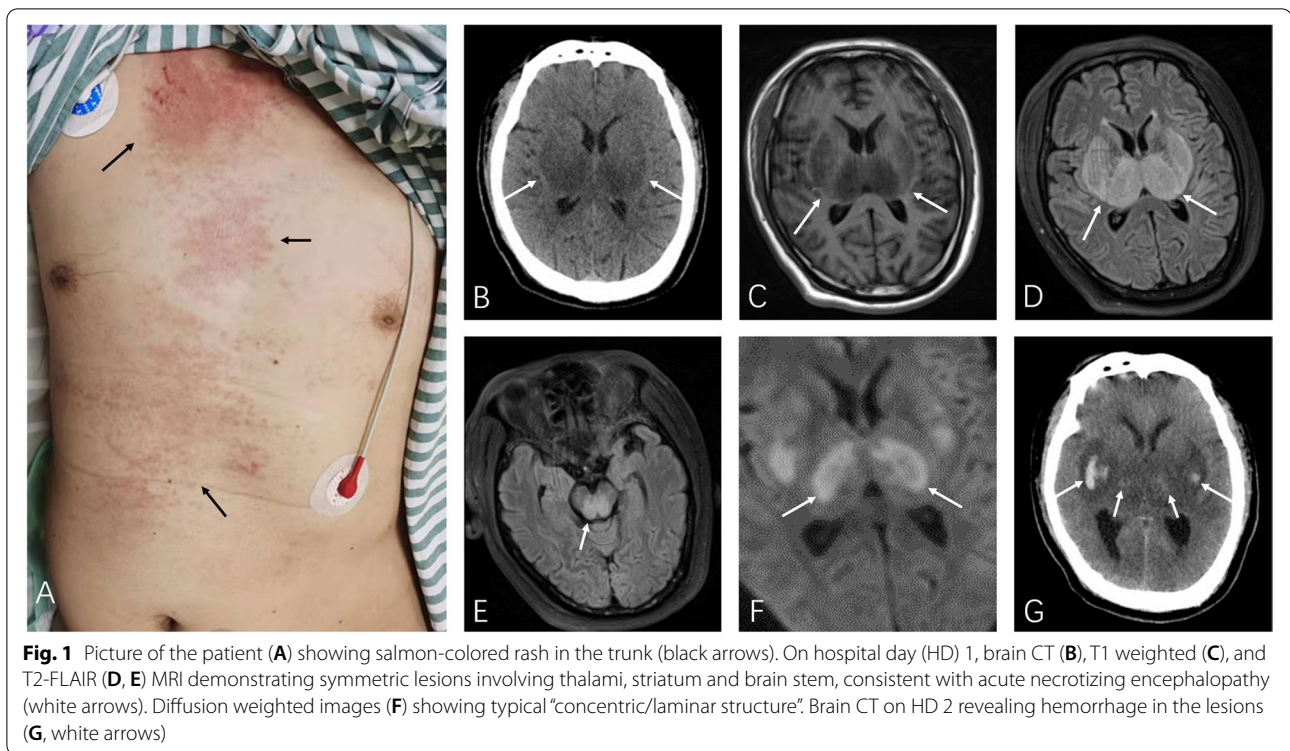 A
B
C
D
E
F
G
Fig. 1 Picture of the patient (A) showing salmon-colored rash in the trunk (black arrows). On hospital day (HD) 1, brain CT (B), T1 weighted (C), and
T2-FLAIR (D, E) MRI demonstrating symmetric lesions involving thalami, striatum and brain stem, consistent with acute necrotizing encephalopathy
(white arrows). Diffusion weighted images (F) showing typical “concentric/laminar structure”. Brain CT on HD 2 revealing hemorrhage in the lesions
(G, white arrows)